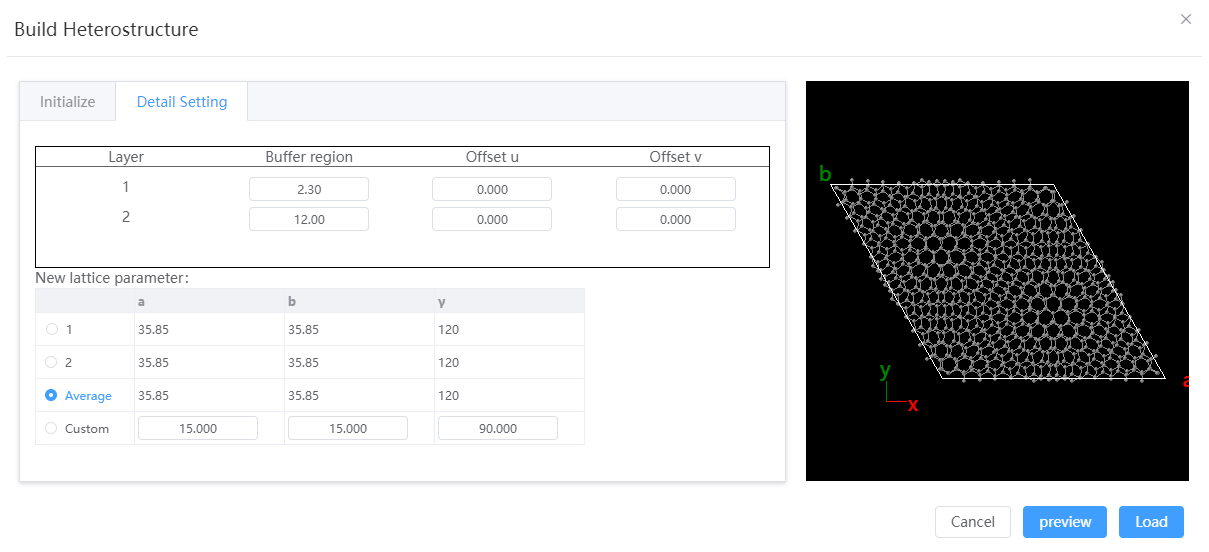 Build Heterostructure
Initialize
Detail Setting
Layer Buffer region Offset u Offset v
1 2.30 0.000 0.000
2 12.00 0.000 0.000
New lattice parameter:
a b y
1 35.85 35.85 120
2 35.85 35.85 120
Average 35.85 35.85 120
Custom 15.000 15.000 90.000
b
a
y
x
Cancel preview Load